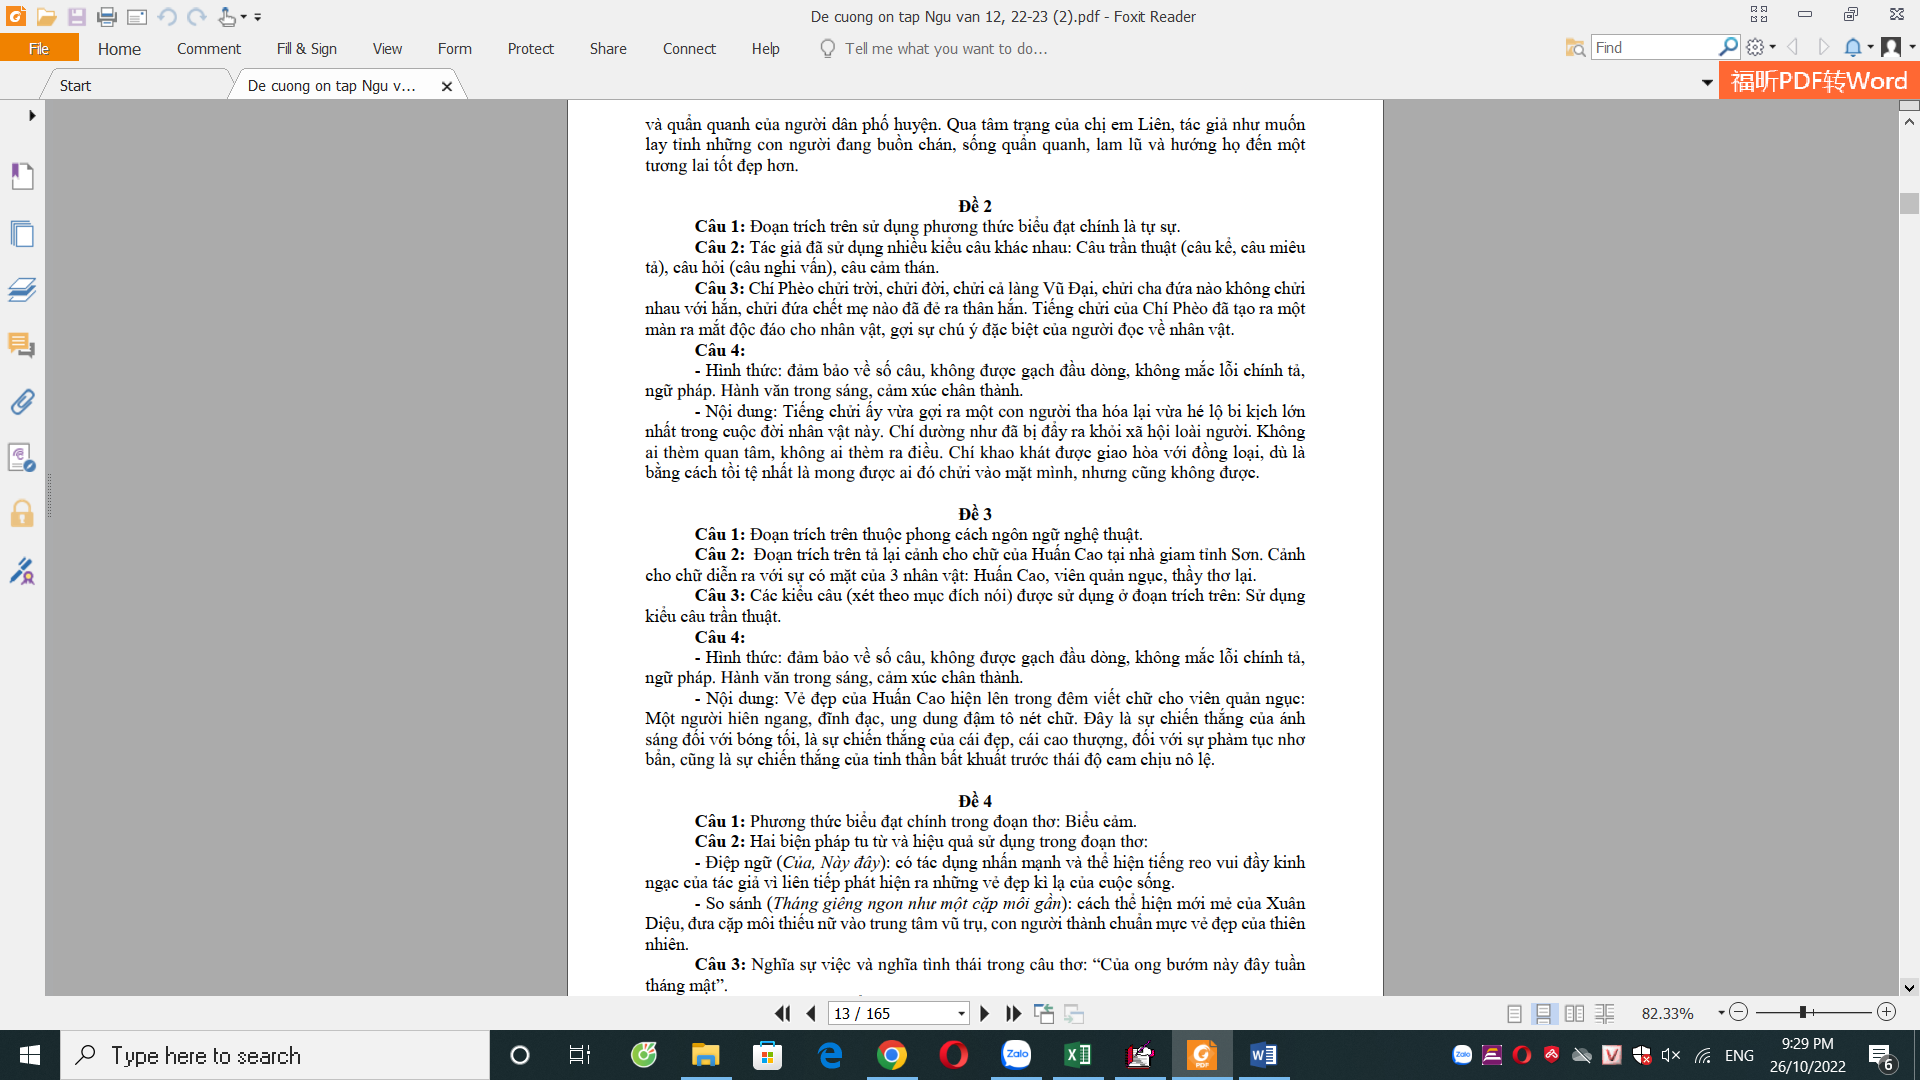 De cuong on tap Ngu van 12, 22-23 (2).pdf - Foxit Reader
File Home Comment Fill & Sign View Form Protect Share Connect Help Tell me what you want to do... Find
Start De cuong on tap Ngu v... 福昕PDF转Word
và quẩn quanh của người dân phố huyện. Qua tâm trạng của chị em Liên, tác giả như muốn
lay tỉnh những con người đang buồn chán, sống quẩn quanh, lam lũ và hướng họ đến một
tương lai tốt đẹp hơn.
Đề 2
Câu 1: Đoạn trích trên sử dụng phương thức biểu đạt chính là tự sự.
Câu 2: Tác giả đã sử dụng nhiều kiểu câu khác nhau: Câu trần thuật (câu kể, câu miêu
tả), câu hỏi (câu nghi vấn), câu cảm thán.
Câu 3: Chí Phèo chửi trời, chửi đời, chửi cả làng Vũ Đại, chửi cha đứa nào không chửi
nhau với hắn, chửi đứa chết mẹ nào đã đẻ ra thân hắn. Tiếng chửi của Chí Phèo đã tạo ra một
màn ra mắt độc đáo cho nhân vật, gợi sự chú ý đặc biệt của người đọc về nhân vật.
Câu 4:
- Hình thức: đảm bảo về số câu, không được gạch đầu dòng, không mắc lỗi chính tả,
ngữ pháp. Hành văn trong sáng, cảm xúc chân thành.
- Nội dung: Tiếng chửi ấy vừa gợi ra một con người tha hóa lại vừa hé lộ bi kịch lớn
nhất trong cuộc đời nhân vật này. Chí dường như đã bị đẩy ra khỏi xã hội loài người. Không
ai thèm quan tâm, không ai thèm ra điều. Chí khao khát được giao hòa với đồng loại, dù là
bằng cách tồi tệ nhất là mong được ai đó chửi vào mặt mình, nhưng cũng không được.
Đề 3
Câu 1: Đoạn trích trên thuộc phong cách ngôn ngữ nghệ thuật.
Câu 2: Đoạn trích trên tả lại cảnh cho chữ của Huấn Cao tại nhà giam tỉnh Sơn. Cảnh
cho chữ diễn ra với sự có mặt của 3 nhân vật: Huấn Cao, viên quản ngục, thầy thơ lại.
Câu 3: Các kiểu câu (xét theo mục đích nói) được sử dụng ở đoạn trích trên: Sử dụng
kiểu câu trần thuật.
Câu 4:
- Hình thức: đảm bảo về số câu, không được gạch đầu dòng, không mắc lỗi chính tả,
ngữ pháp. Hành văn trong sáng, cảm xúc chân thành.
- Nội dung: Vẻ đẹp của Huấn Cao hiện lên trong đêm viết chữ cho viên quản ngục:
Một người hiên ngang, đĩnh đạc, ung dung đậm tô nét chữ. Đây là sự chiến thắng của ánh
sáng đối với bóng tối, là sự chiến thắng của cái đẹp, cái cao thượng, đối với sự phàm tục nhơ
bẩn, cũng là sự chiến thắng của tinh thần bất khuất trước thái độ cam chịu nô lệ.
Đề 4
Câu 1: Phương thức biểu đạt chính trong đoạn thơ: Biểu cảm.
Câu 2: Hai biện pháp tu từ và hiệu quả sử dụng trong đoạn thơ:
- Điệp ngữ (Của, Này đây): có tác dụng nhấn mạnh và thể hiện tiếng reo vui đầy kinh
ngạc của tác giả vì liên tiếp phát hiện ra những vẻ đẹp kì lạ của cuộc sống.
- So sánh (Tháng giêng ngon như một cặp môi gần): cách thể hiện mới mẻ của Xuân
Diệu, đưa cặp môi thiếu nữ vào trung tâm vũ trụ, con người thành chuẩn mực vẻ đẹp của thiên
nhiên.
Câu 3: Nghĩa sự việc và nghĩa tình thái trong câu thơ: “Của ong bướm này đây tuần
tháng mật”.
13 / 165 82.33%
Type here to search Zalo ENG 9:29 PM
26/10/2022 6